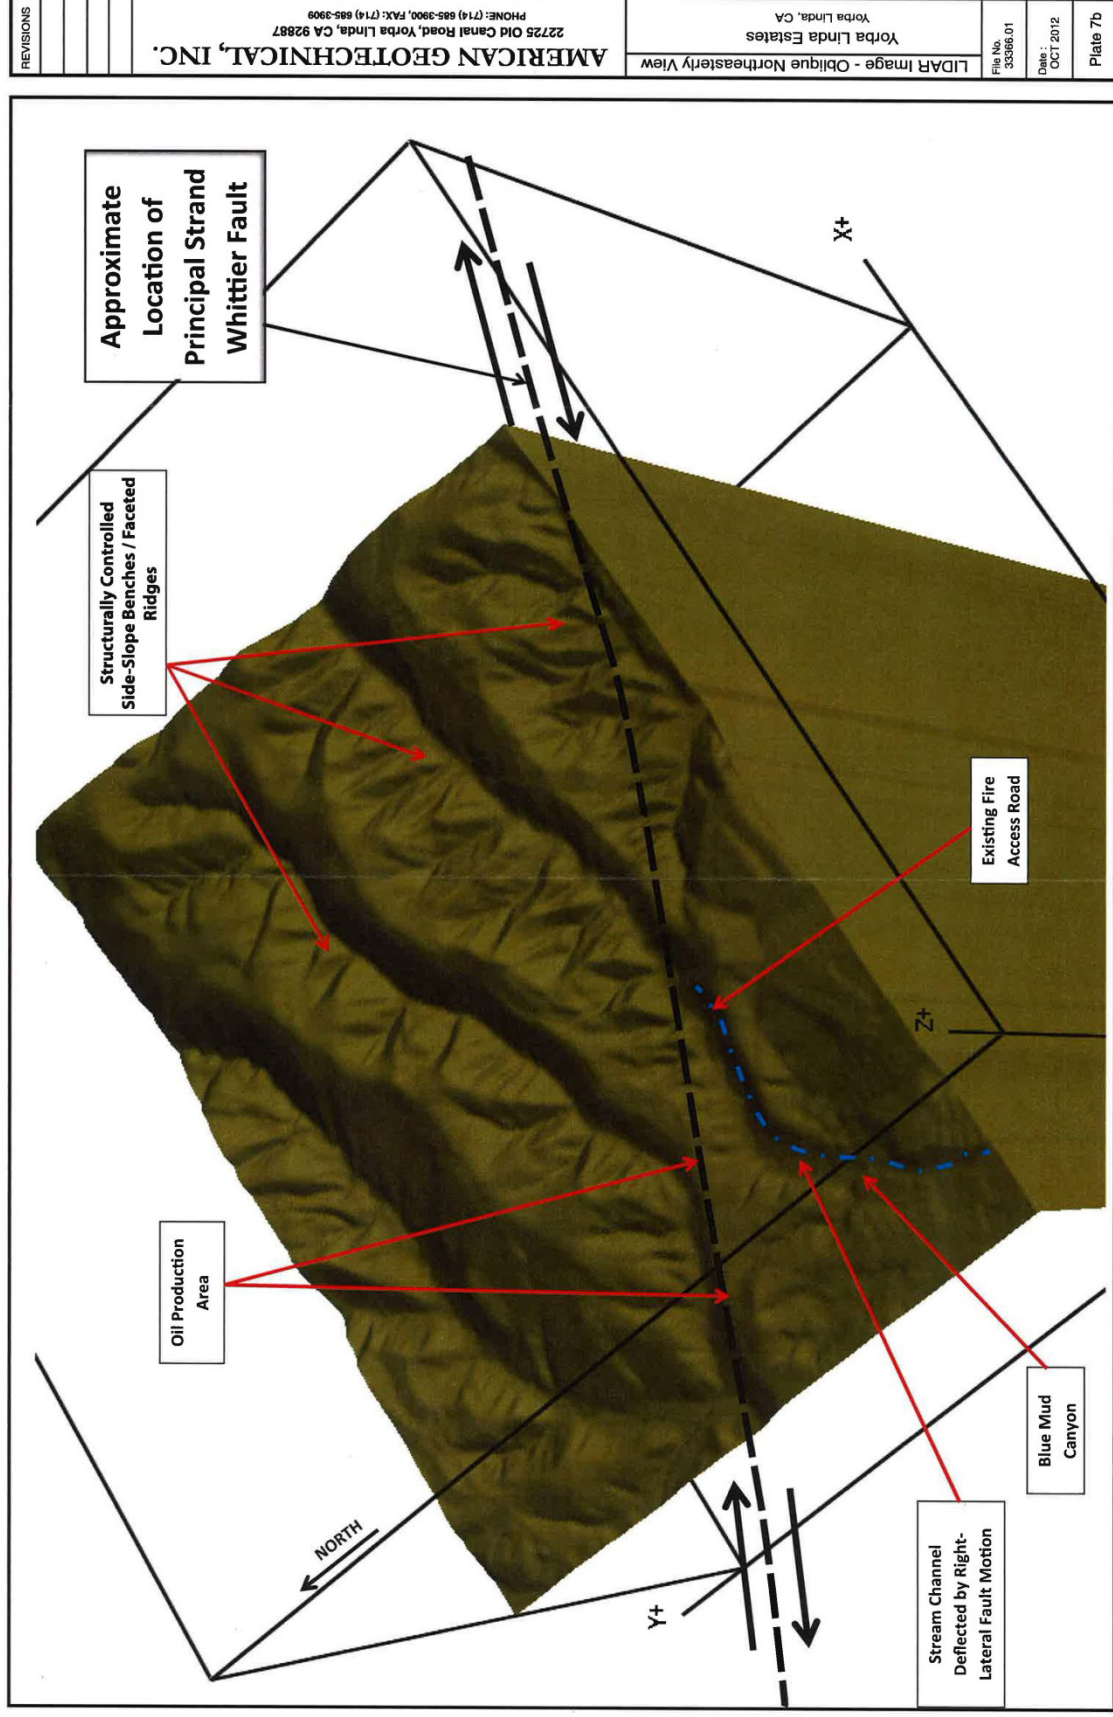 REVISIONS
AMERICAN GEOTECHNICAL, INC.
22725 Old Canal Road, Yorba Linda, CA 92887
PHONE: (714) 685-3900, FAX: (714) 685-3909
LIDAR Image - Oblique Northeasterly View
Yorba Linda Estates
Yorba Linda, CA
File No.
33366.01
Date :
OCT 2012
Plate 7b
Approximate
Location of
Principal Strand
Whittier Fault
Structurally Controlled
Side-Slope Benches / Faceted
Ridges
Oil Production
Area
NORTH
X+
Y+
Z+
Existing Fire
Access Road
Blue Mud
Canyon
Stream Channel
Deflected by Right-
Lateral Fault Motion